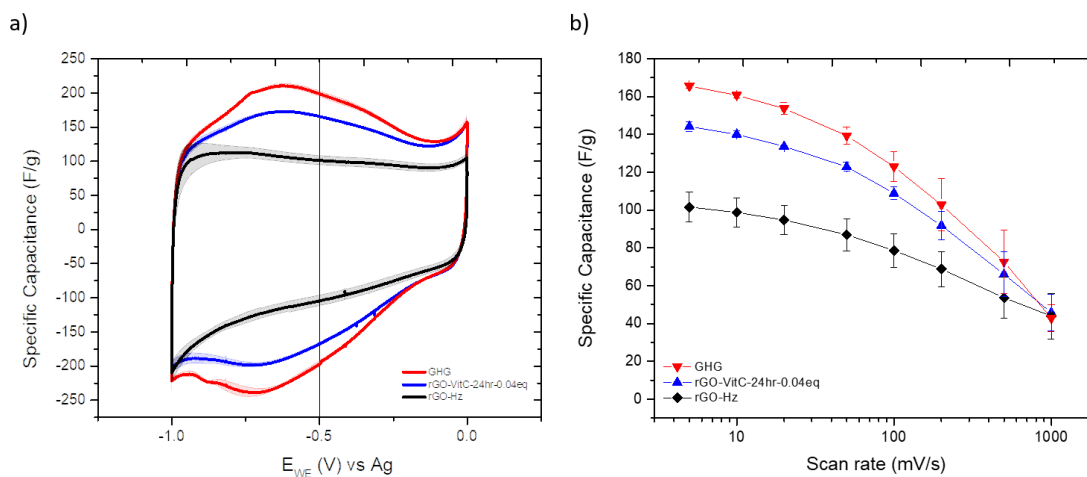 a)
b)
250
200
150
100
50
0
-50
-100
-150
-200
-250
Specific Capacitance (F/g)
-1.0
-0.5
0.0
E_WE (V) vs Ag
GHG
rGO-VitC-24hr-0.04eq
rGO-Hz
180
160
140
120
100
80
60
40
20
0
Specific Capacitance (F/g)
10
100
1000
Scan rate (mV/s)
GHG
rGO-VitC-24hr-0.04eq
rGO-Hz